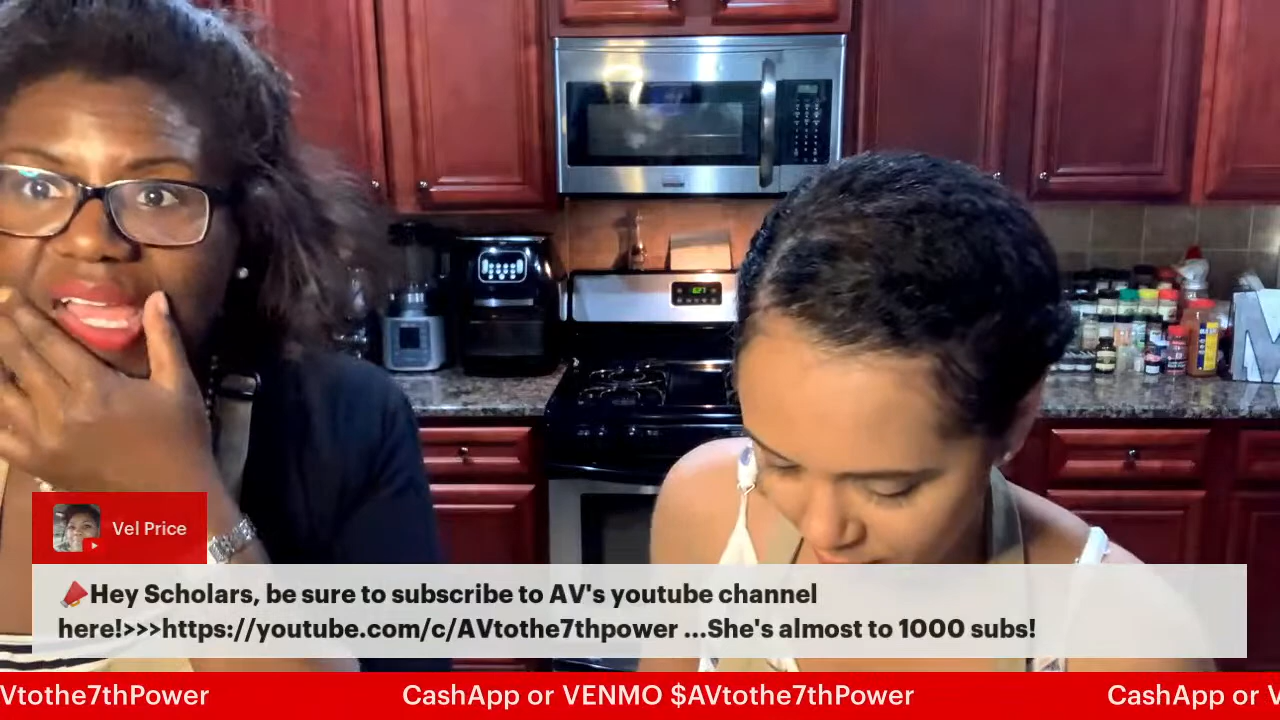 627
Vel Price
📣Hey Scholars, be sure to subscribe to AV's youtube channel
here!>>>https://youtube.com/c/AVtothe7thpower ...She's almost to 1000 subs!
Vtothe7thPower CashApp or VENMO $AVtothe7thPower CashApp or V